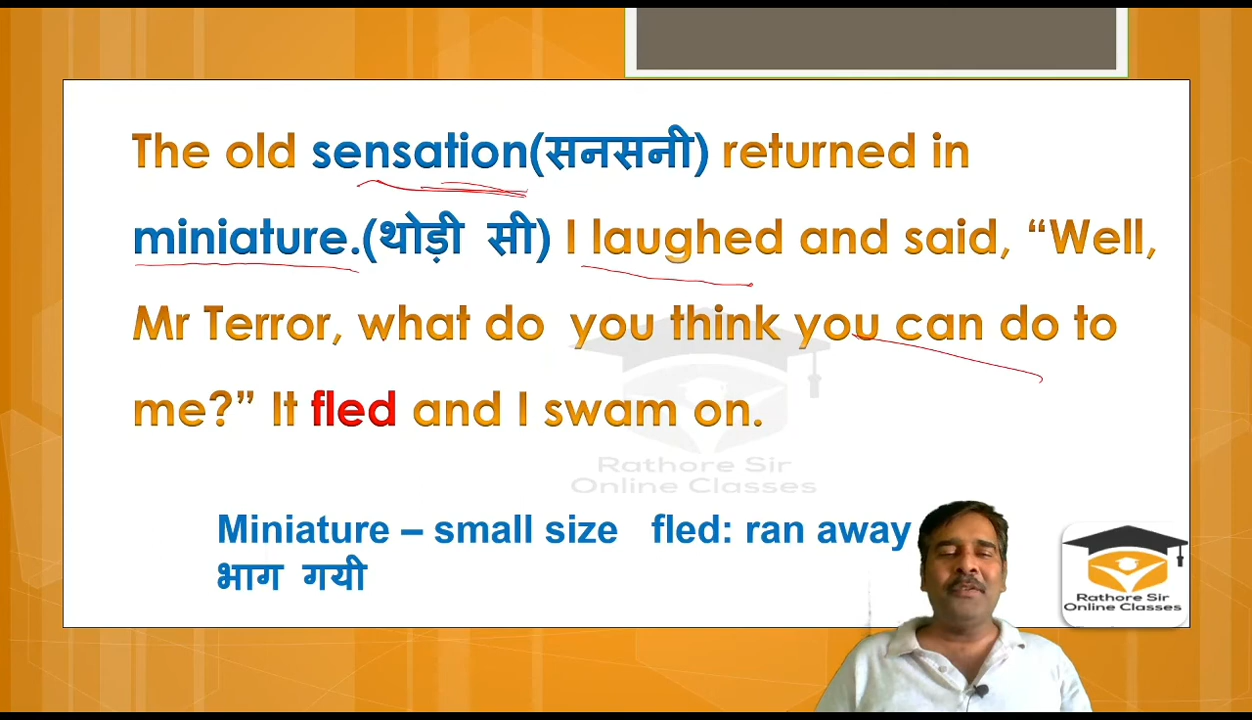 The old sensation(सनसनी) returned in
miniature.(थोड़ी सी) I laughed and said, “Well,
Mr Terror, what do you think you can do to
me?” It fled and I swam on.
Rathore Sir
Online Classes
Miniature – small size fled: ran away
भाग गयी
Rathore Sir
Online Classes